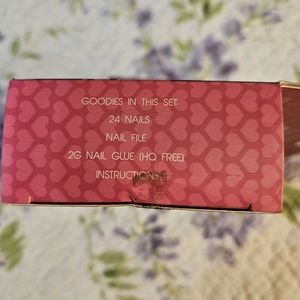 GOODIES IN THIS SET:
24 NAILS
NAIL FILE
2G NAIL GLUE (HQ FREE)
INSTRUCTIONS